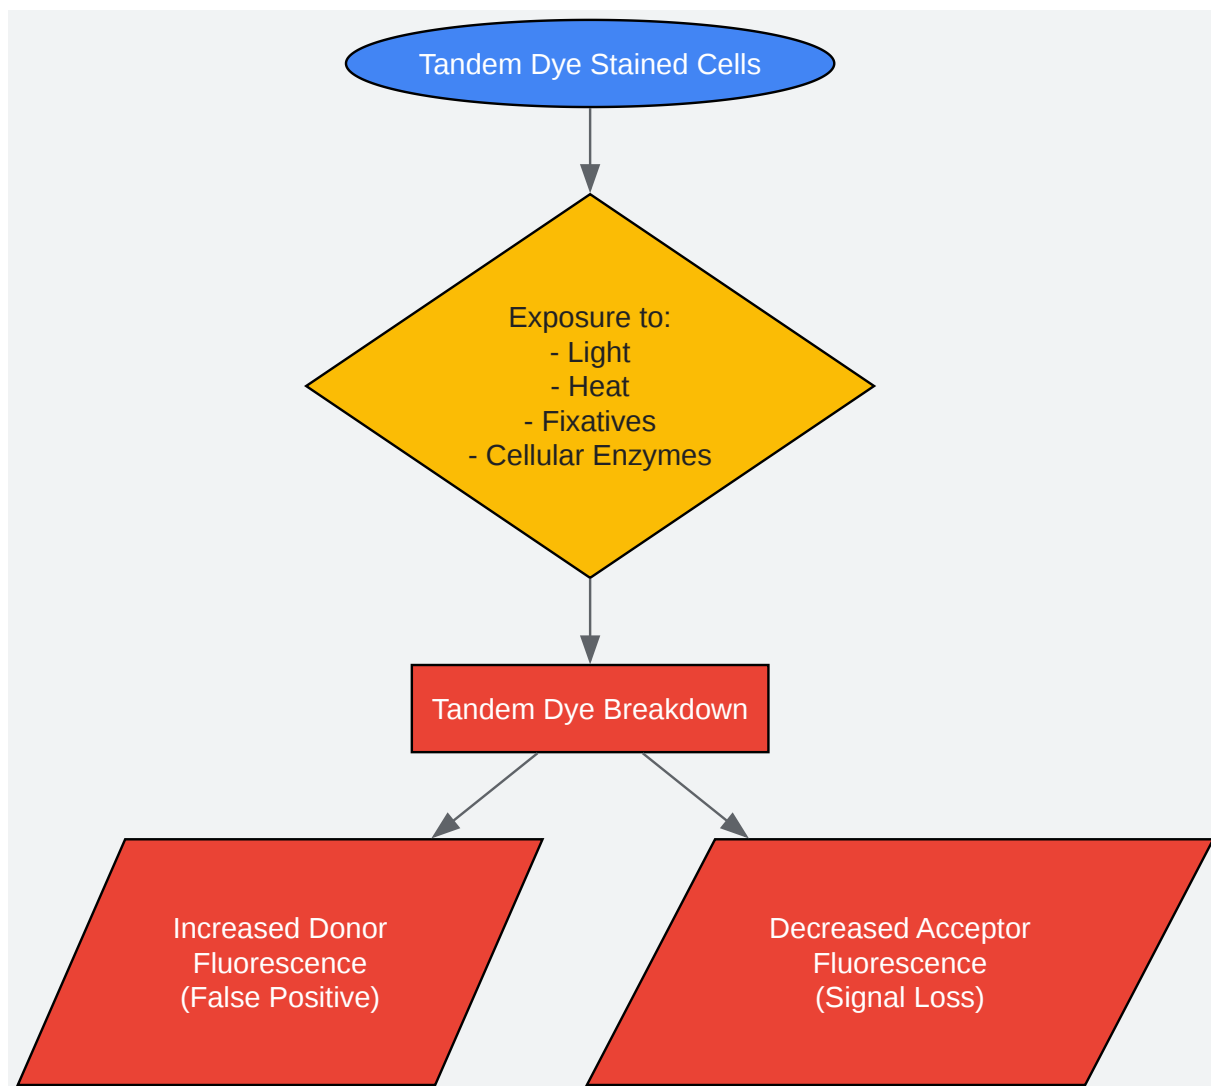 Tandem Dye Stained Cells
Exposure to:
- Light
- Heat
- Fixatives
- Cellular Enzymes
Tandem Dye Breakdown
Increased Donor
Fluorescence
(False Positive)
Decreased Acceptor
Fluorescence
(Signal Loss)